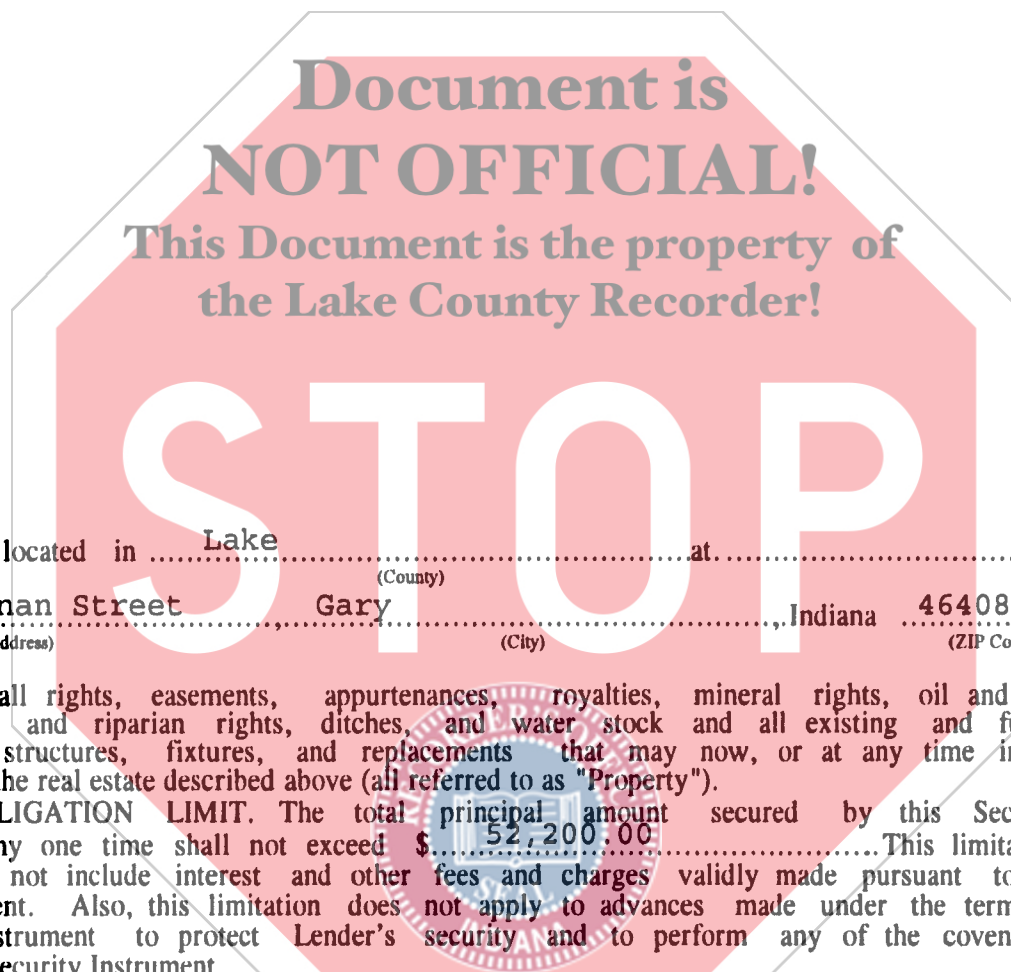 Document is
NOT OFFICIAL!
This Document is the property of
the Lake County Recorder!
STOP
located in ..... Lake ..... at .....
(County)
nan Street , Gary , Indiana 46408
ddress) (City) (ZIP Co
all rights, easements, appurtenances, royalties, mineral rights, oil and
and riparian rights, ditches, and water stock and all existing and f
structures, fixtures, and replacements that may now, or at any time i
he real estate described above (all referred to as "Property").
LIGATION LIMIT. The total principal amount secured by this Sec
ny one time shall not exceed $ 52,200.00 This limita
not include interest and other fees and charges validly made pursuant to
ent. Also, this limitation does not apply to advances made under the term
strument to protect Lender's security and to perform any of the coven
ecurity Instrument
SEAL
INDIANA